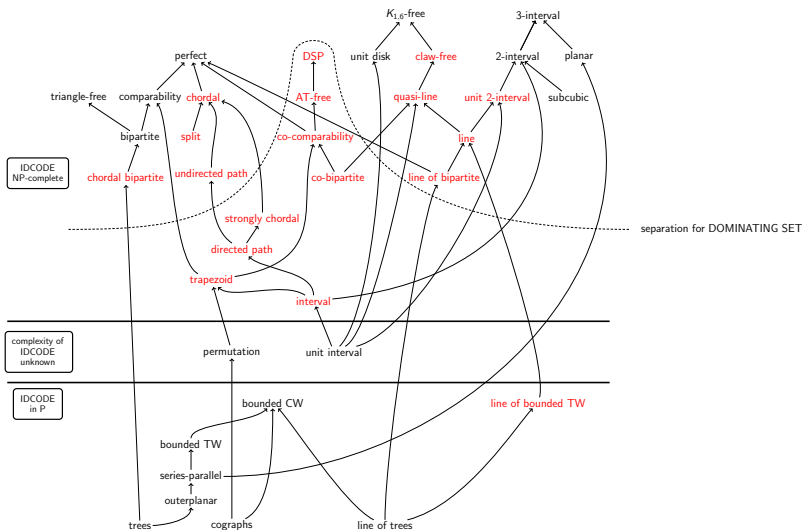 K1,6-free
3-interval
perfect
DSP
unit disk
claw-free
2-interval
planar
triangle-free
comparability
chordal
AT-free
quasi-line
unit 2-interval
subcubic
bipartite
split
co-comparability
line
IDCODE
NP-complete
chordal bipartite
undirected path
co-bipartite
line of bipartite
strongly chordal
separation for DOMINATING SET
directed path
trapezoid
interval
complexity of
IDCODE
unknown
permutation
unit interval
IDCODE
in P
bounded CW
line of bounded TW
bounded TW
series-parallel
outerplanar
trees
cographs
line of trees